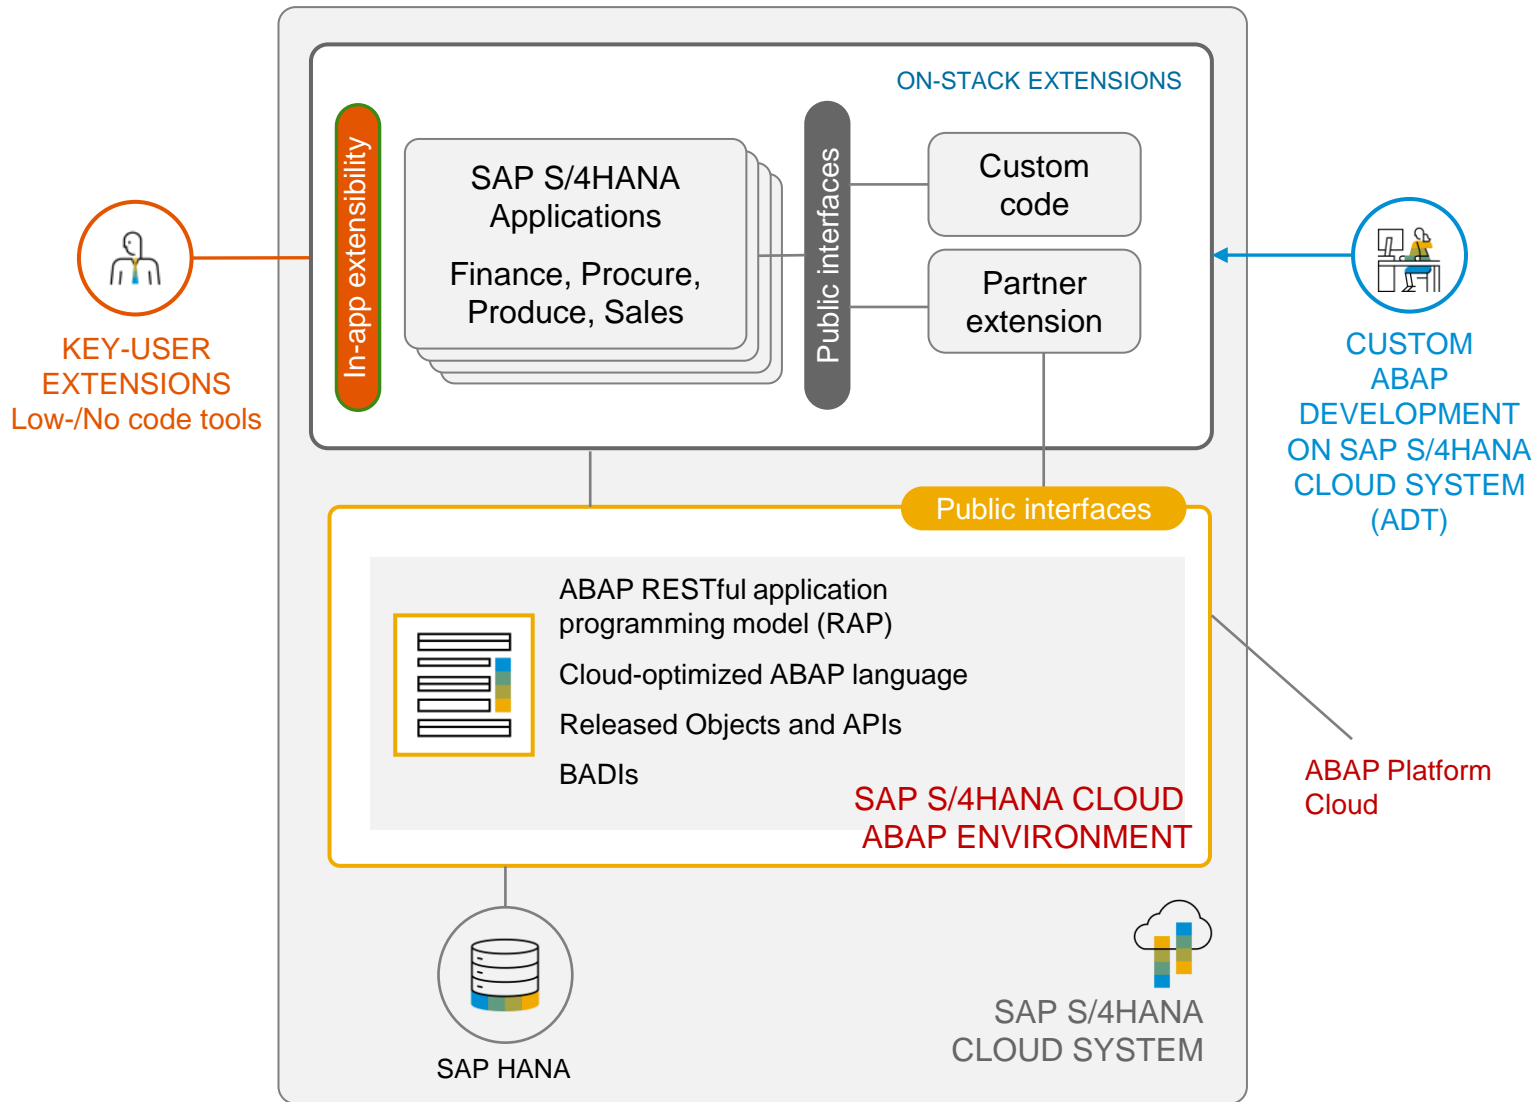 ON-STACK EXTENSIONS
In-app extensibility
SAP S/4HANA
Applications
Finance, Procure,
Produce, Sales
Public interfaces
Custom
code
Partner
extension
KEY-USER
EXTENSIONS
Low-/No code tools
CUSTOM
ABAP
DEVELOPMENT
ON SAP S/4HANA
CLOUD SYSTEM
(ADT)
Public interfaces
ABAP RESTful application
programming model (RAP)
Cloud-optimized ABAP language
Released Objects and APIs
BADIs
SAP S/4HANA CLOUD
ABAP ENVIRONMENT
ABAP Platform
Cloud
SAP HANA
SAP S/4HANA
CLOUD SYSTEM